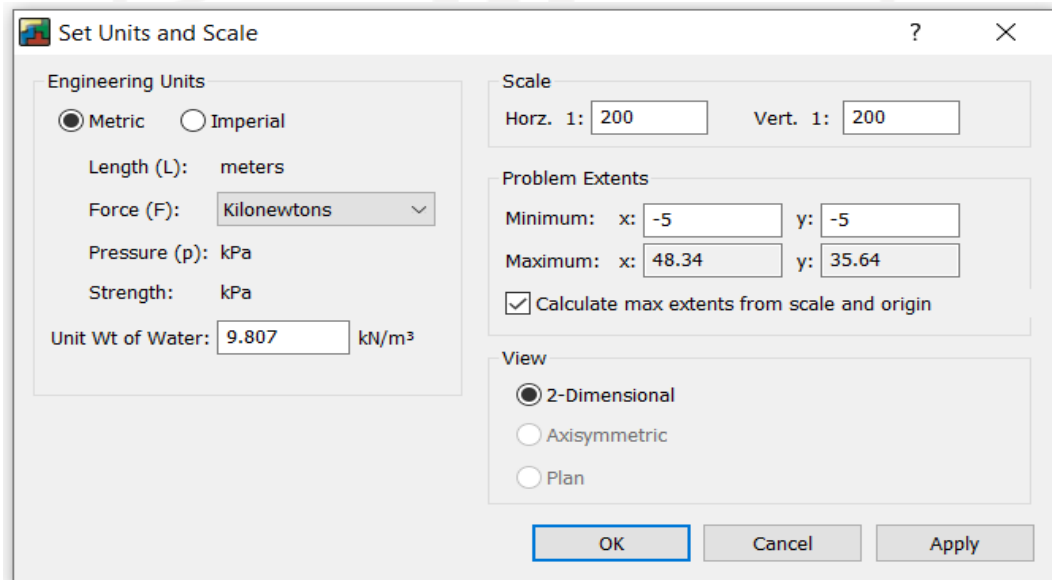 Set Units and Scale
?
Engineering Units
Metric Imperial
Length (L): meters
Force (F): Kilonewtons
Pressure (p): kPa
Strength: kPa
Unit Wt of Water: 9.807 kN/m³
Scale
Horz. 1: 200 Vert. 1: 200
Problem Extents
Minimum: x: -5 y: -5
Maximum: x: 48.34 y: 35.64
Calculate max extents from scale and origin
View
2-Dimensional
Axisymmetric
Plan
OK Cancel Apply